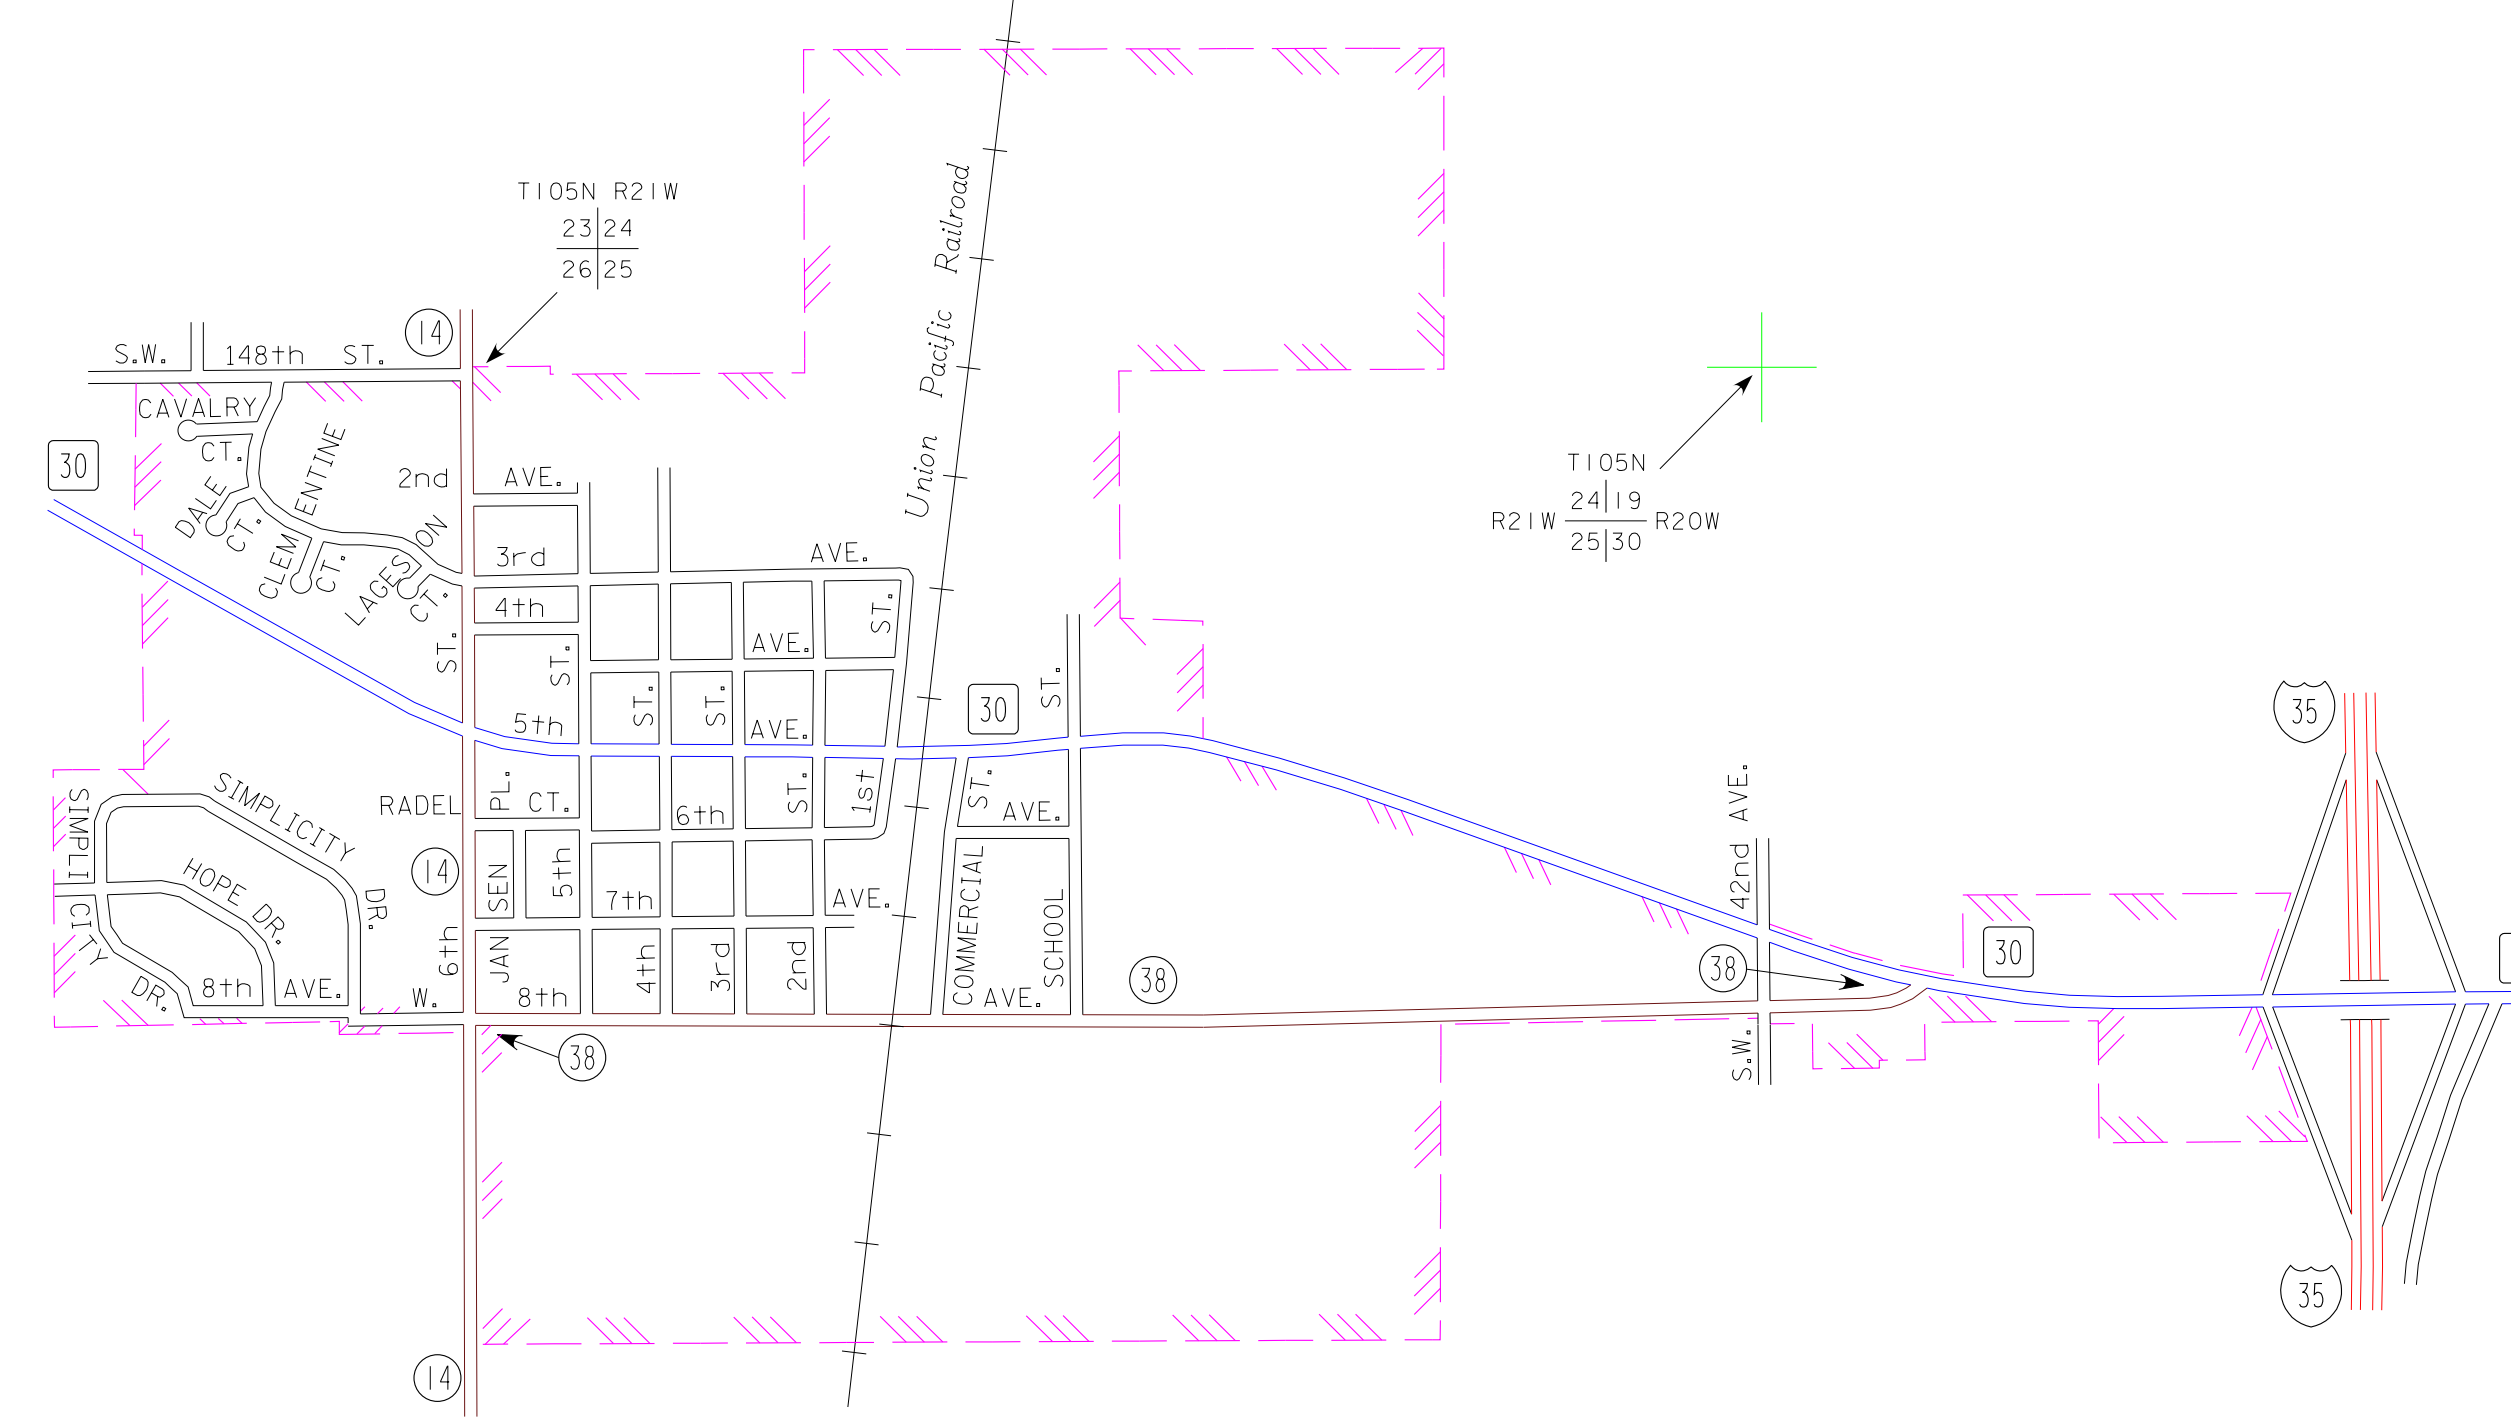 T105N R21W
23 24
26 25
14
S.W. 148th ST.
Union Pacific Railroad
CAVALRY
CT.
30
ENTINE
2nd AVE.
T105N
24 19
R21W R20W
25 30
DALE
CT.
CLEM
CT.
LAGES
CT.
ON
ST.
3rd AVE.
4th AVE.
ST.
ST.
ST.
ST.
5th AVE.
30
ST.
35
SIMPLI
CITY
DR.
SIMPLICITY
DR.
HOPE DR.
RADEL CT.
JAN SEN PL.
14
6th
5th
4th
3rd
2nd ST.
1st
6th AVE.
COMMERCIAL ST.
SCHOOL
7th AVE.
8th AVE.
W. 8th AVE.
38
38
38
S.W. 42nd AVE.
30
35
14